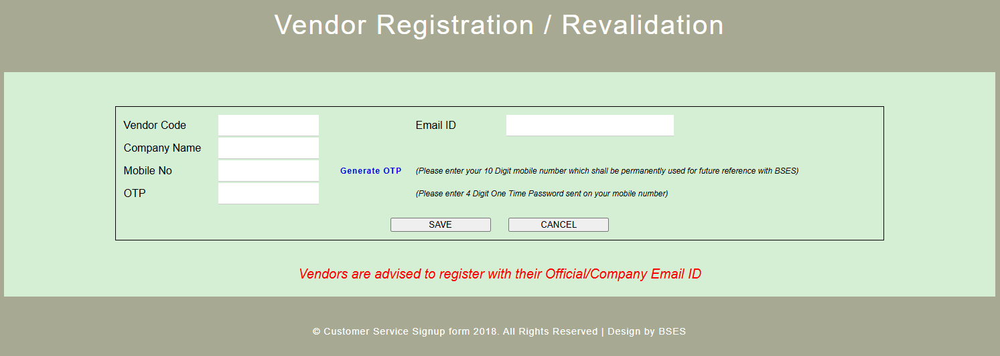 Vendor Registration / Revalidation
Vendor Code Email ID
Company Name
Mobile No Generate OTP (Please enter your 10 Digit mobile number which shall be permanently used for future reference with BSES)
OTP (Please enter 4 Digit One Time Password sent on your mobile number)
SAVE CANCEL
Vendors are advised to register with their Official/Company Email ID
© Customer Service Signup form 2018. All Rights Reserved | Design by BSES